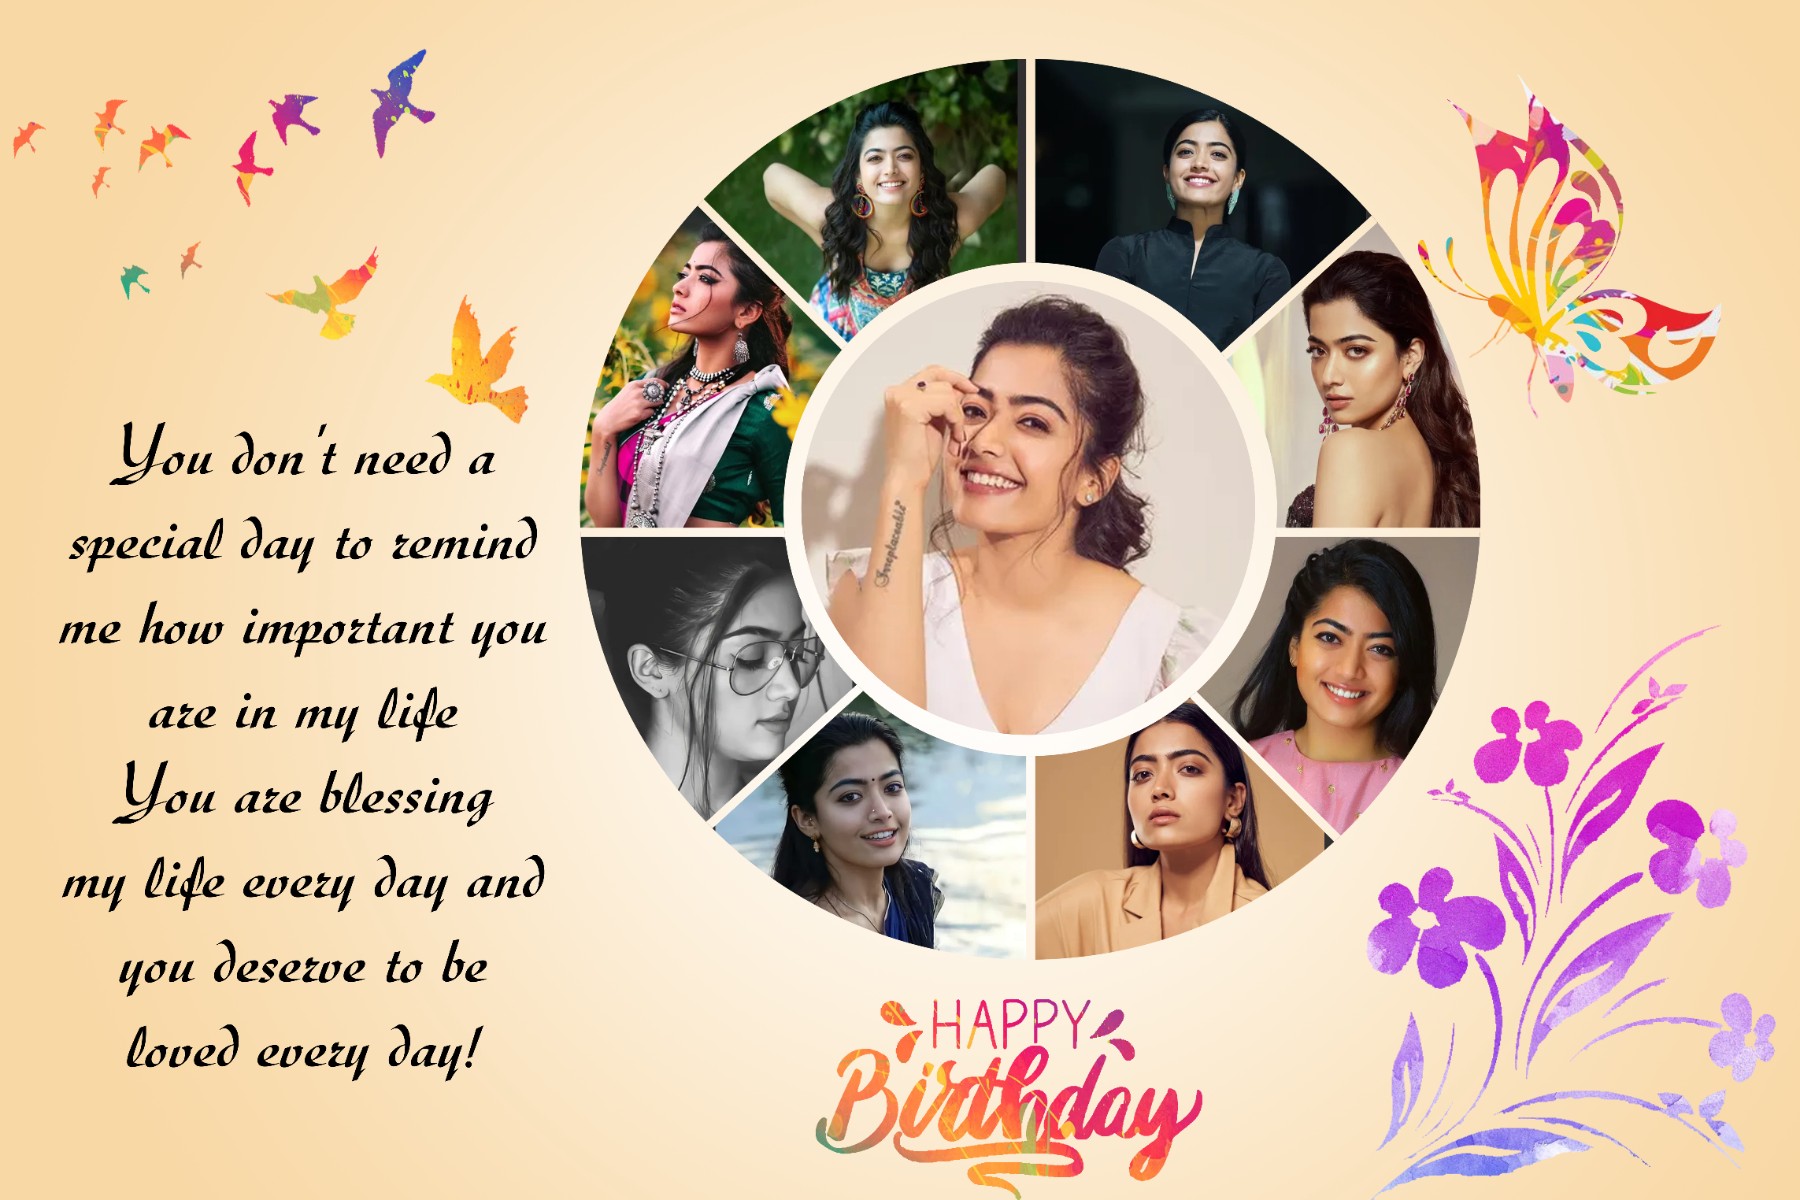 You don't need a
special day to remind
me how important you
are in my life
You are blessing
my life every day and
you deserve to be
loved every day!
Irreplaceable
HAPPY
Birthday